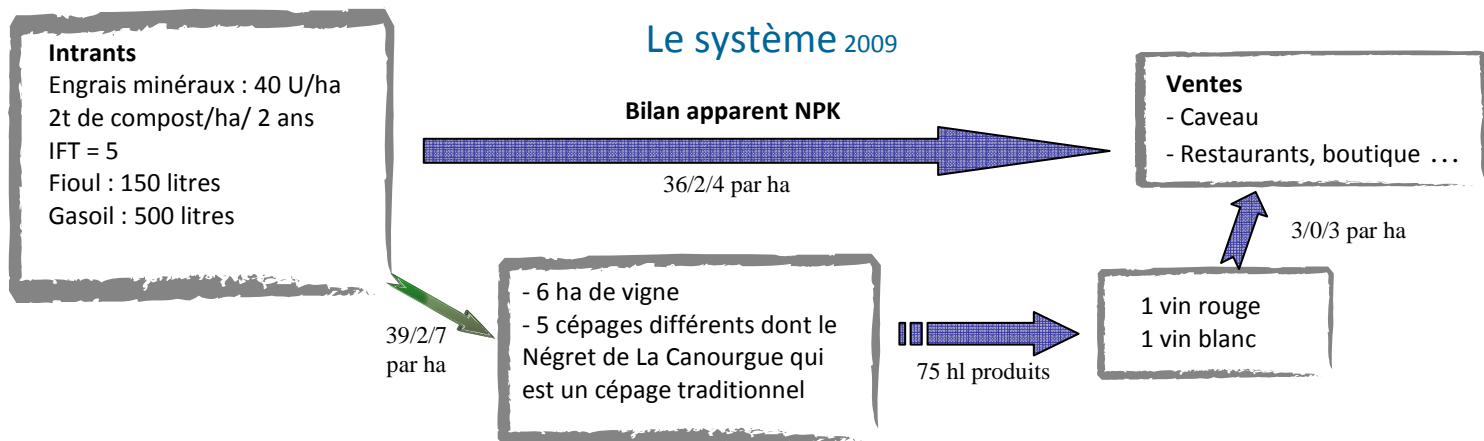 Le système 2009
Intrants
Engrais minéraux : 40 U/ha
2t de compost/ha/ 2 ans
IFT = 5
Fioul : 150 litres
Gasoil : 500 litres
Bilan apparent NPK
36/2/4 par ha
Ventes
- Caveau
- Restaurants, boutique …
3/0/3 par ha
39/2/7
par ha
- 6 ha de vigne
- 5 cépages différents dont le
Négret de La Canourgue qui
est un cépage traditionnel
75 hl produits
1 vin rouge
1 vin blanc